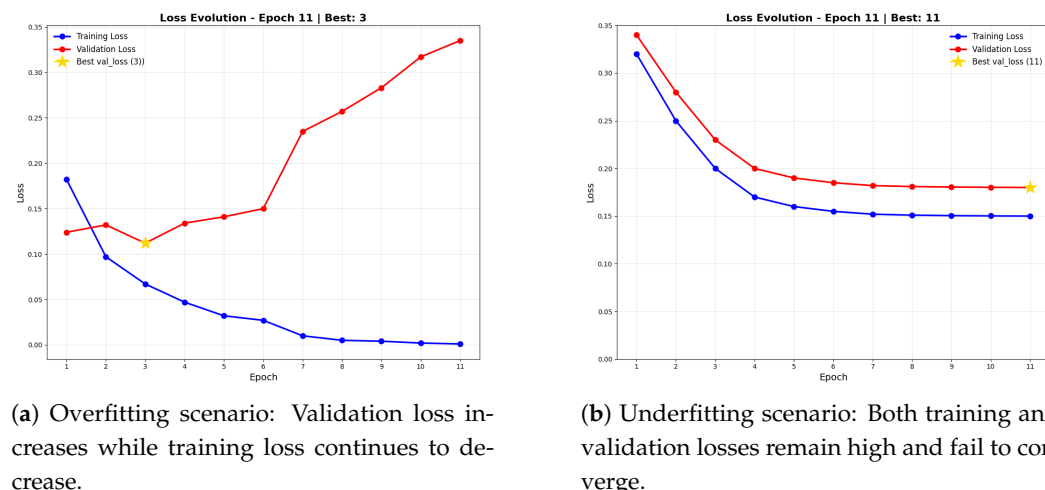 Loss Evolution - Epoch 11 | Best: 3
Training Loss
Validation Loss
Best val_loss (3))
0.35
0.30
0.25
0.20
0.15
0.10
0.05
0.00
Loss
1 2 3 4 5 6 7 8 9 10 11
Epoch
(a) Overfitting scenario: Validation loss in-
creases while training loss continues to de-
crease.
Loss Evolution - Epoch 11 | Best: 11
Training Loss
Validation Loss
Best val_loss (11)
0.35
0.30
0.25
0.20
0.15
0.10
0.05
0.00
Loss
1 2 3 4 5 6 7 8 9 10 11
Epoch
(b) Underfitting scenario: Both training an
validation losses remain high and fail to con
verge.